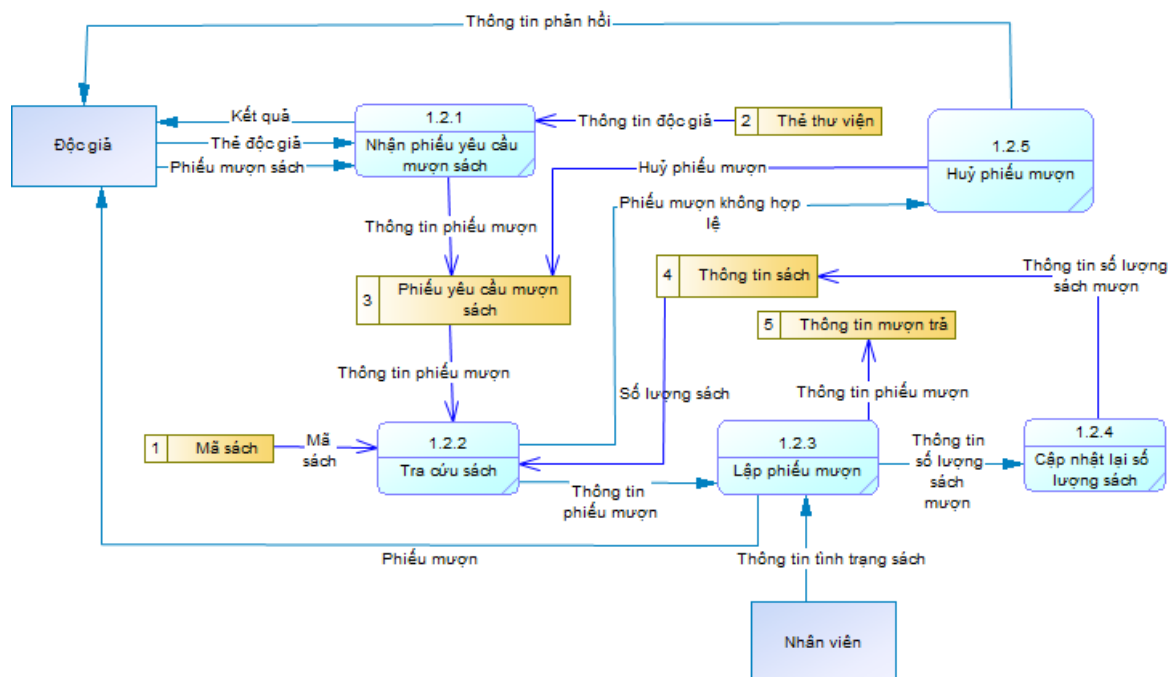 Thông tin phản hồi
Độc giả
Kết quả
Thẻ độc giả
Phiếu mượn sách
1.2.1
Nhận phiếu yêu cầu
mượn sách
Thông tin độc giả
2 Thẻ thư viện
1.2.5
Huỷ phiếu mượn
Huỷ phiếu mượn
Phiếu mượn không hợp
lệ
Thông tin phiếu mượn
3 Phiếu yêu cầu mượn
sách
4 Thông tin sách
Thông tin số lượng
sách mượn
5 Thông tin mượn trả
Thông tin phiếu mượn
Số lượng sách
Thông tin phiếu mượn
1 Mã sách
Mã
sách
1.2.2
Tra cứu sách
Thông tin
phiếu mượn
1.2.3
Lập phiếu mượn
Thông tin
số lượng
sách
mượn
1.2.4
Cập nhật lại số
lượng sách
Phiếu mượn
Thông tin tình trạng sách
Nhân viên